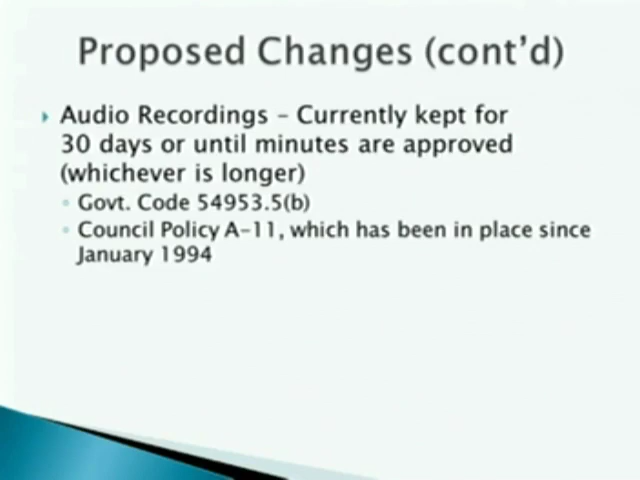 Proposed Changes (cont'd)
Audio Recordings – Currently kept for
30 days or until minutes are approved
(whichever is longer)
Govt. Code 54953.5(b)
Council Policy A-11, which has been in place since
January 1994